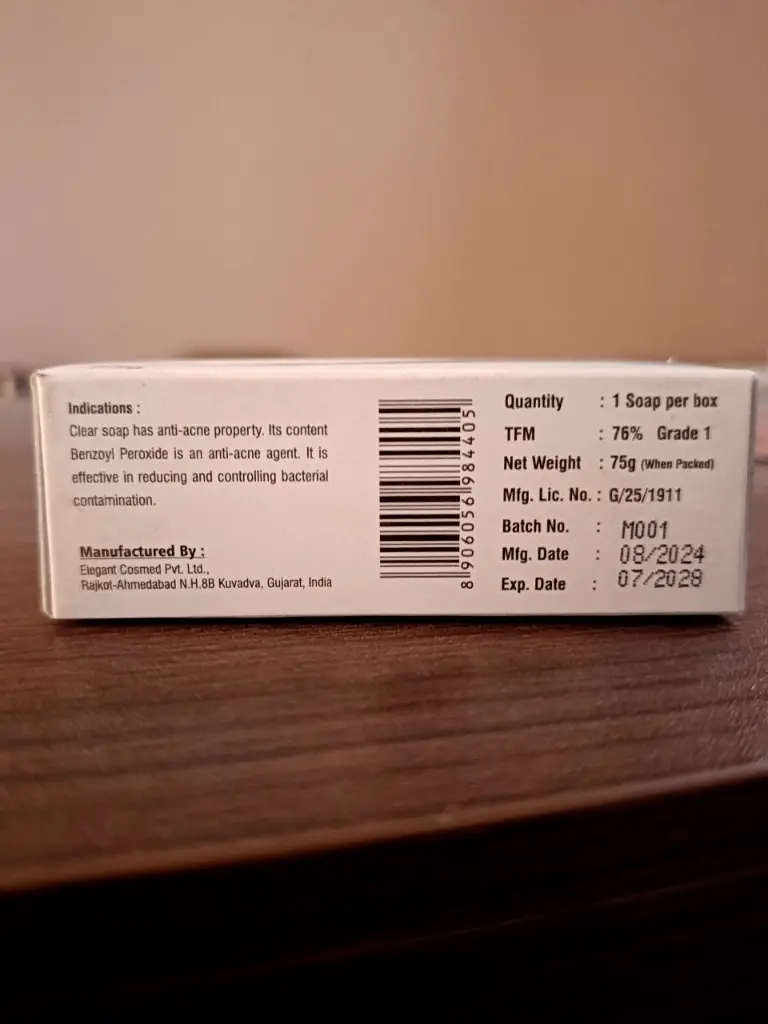 Indications :
Clear soap has anti-acne property. Its content
Benzoyl Peroxide is an anti-acne agent. It is
effective in reducing and controlling bacterial
contamination.
Manufactured By :
Elegant Cosmed Pvt. Ltd.,
Rajkot-Ahmedabad N.H.8B Kuvadva, Gujarat, India
8 906056 984405
Quantity : 1 Soap per box
TFM : 76% Grade 1
Net Weight : 75g (When Packed)
Mfg. Lic. No. : G/25/1911
Batch No. : M001
Mfg. Date : 08/2024
Exp. Date : 07/2028